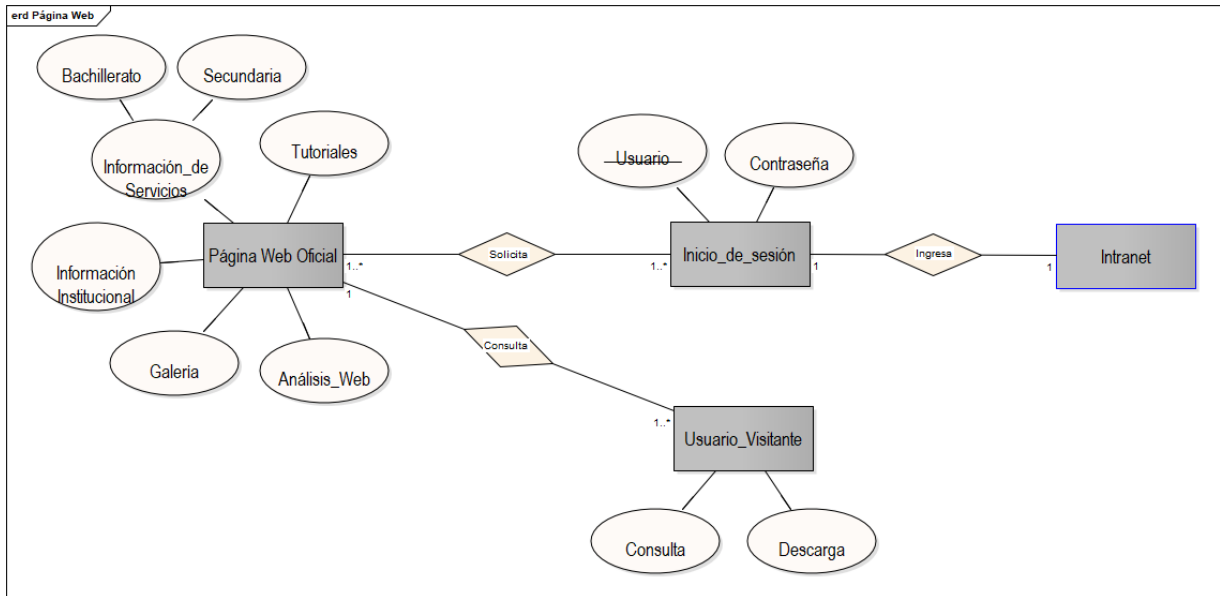 erd Página Web
Bachillerato
Secundaria
Información_de
Servicios
Tutoriales
Usuario
Contraseña
Información
Institucional
Página Web Oficial
1..*
1
Solicita
1..*
Inicio_de_sesión
1
Ingresa
1
Intranet
Galeria
Análisis_Web
Consulta
1..*
Usuario_Visitante
Consulta
Descarga